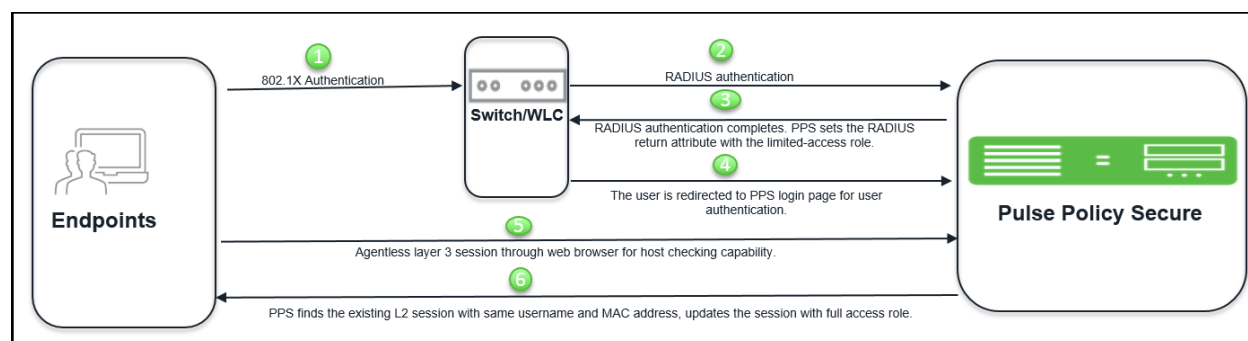 1
802.1X Authentication
2
RADIUS authentication
3
RADIUS authentication completes. PPS sets the RADIUS
return attribute with the limited-access role.
4
The user is redirected to PPS login page for user
authentication.
Switch/WLC
Endpoints
Pulse Policy Secure
5
Agentless layer 3 session through web browser for host checking capability.
6
PPS finds the existing L2 session with same username and MAC address, updates the session with full access role.